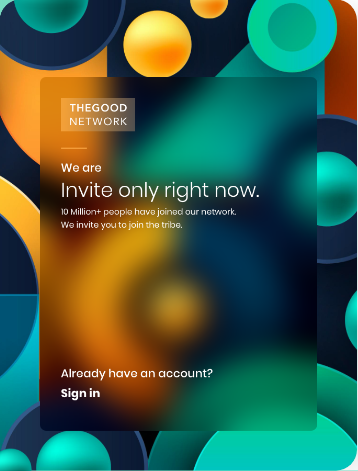 THEGOOD
NETWORK
We are
Invite only right now.
10 Million+ people have joined our network.
We invite you to join the tribe.
Already have an account?
Sign in